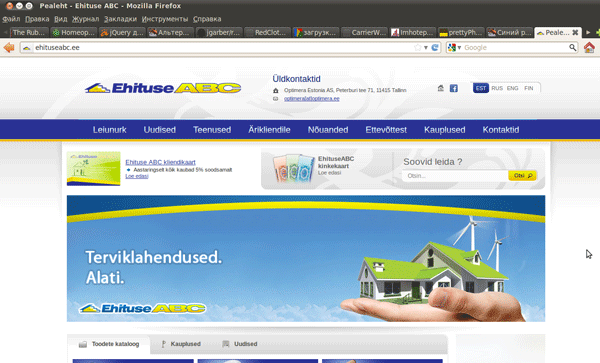 Pealeht - Ehituse ABC - Mozilla Firefox
Файл Правка Вид Журнал Закладки Инструменты Справка
The Rub... Homeop... jQuery д... Альтер... jgarber/r... загрузк... RedClot... CarrierW... Imhotep... prettyPh... Синий р... Peale...
ehituseabc.ee Google
Ehituse ABC
Üldkontaktid
Optimera Estonia AS, Peterburi tee 71, 11415 Tallinn
optimera(at)optimera.ee
EST RUS ENG FIN
Leiunurk Uudised Teenused Ärikliendile Nõuanded Ettevõttest Kauplused Kontaktid
Ehituse ABC kliendikaart
Aastaringselt kõik kaubad 5% soodsamalt
Loe edasi
EhituseABC
kinkekaart
Loe edasi
Soovid leida ?
Otsin... Otsi
Terviklahendused.
Alati.
Ehituse ABC
Toodete kataloog Kauplused Uudised